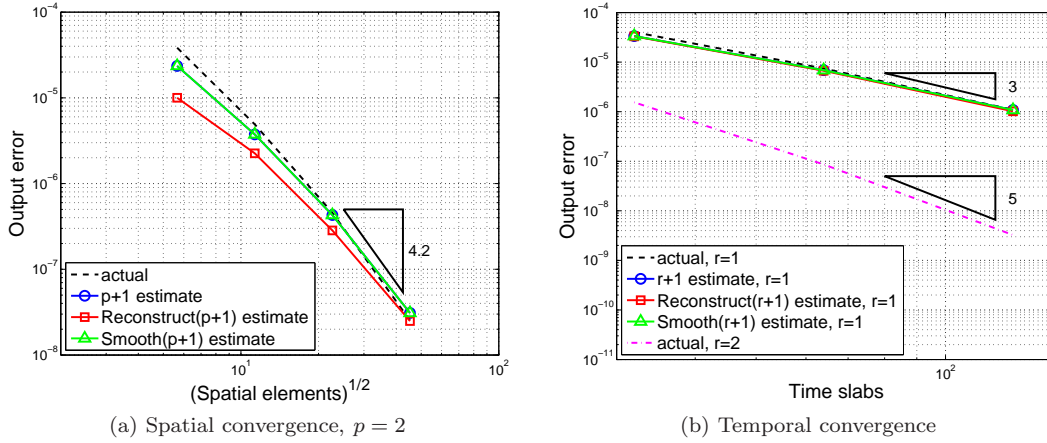 10^-4
10^-5
10^-6
10^-7
10^-8
Output error
4.2
actual
p+1 estimate
Reconstruct(p+1) estimate
Smooth(p+1) estimate
10^1
10^2
(Spatial elements)^1/2
(a) Spatial convergence, p = 2
10^-4
10^-5
10^-6
10^-7
10^-8
10^-9
10^-10
10^-11
Output error
3
5
actual, r=1
r+1 estimate, r=1
Reconstruct(r+1) estimate, r=1
Smooth(r+1) estimate, r=1
actual, r=2
10^2
Time slabs
(b) Temporal convergence